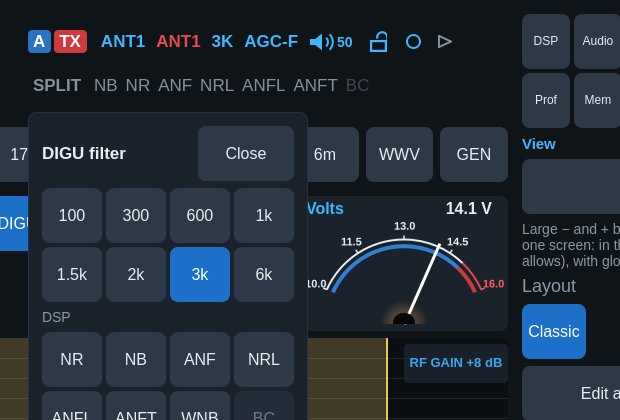 A TX ANT1 ANT1 3K AGC-F 50
SPLIT NB NR ANF NRL ANFL ANFT BC
DIGU filter Close
17
6m WWV GEN
100 300 600 1k
1.5k 2k 3k 6k
DSP
NR NB ANF NRL
ANFL ANFT WNB BC
Volts 14.1 V
10.0 11.5 13.0 14.5 16.0
RF GAIN +8 dB
DSP Audio
Prof Mem
View
Large − and + b
one screen: in th
allows), with glo
Layout
Classic
Edit a